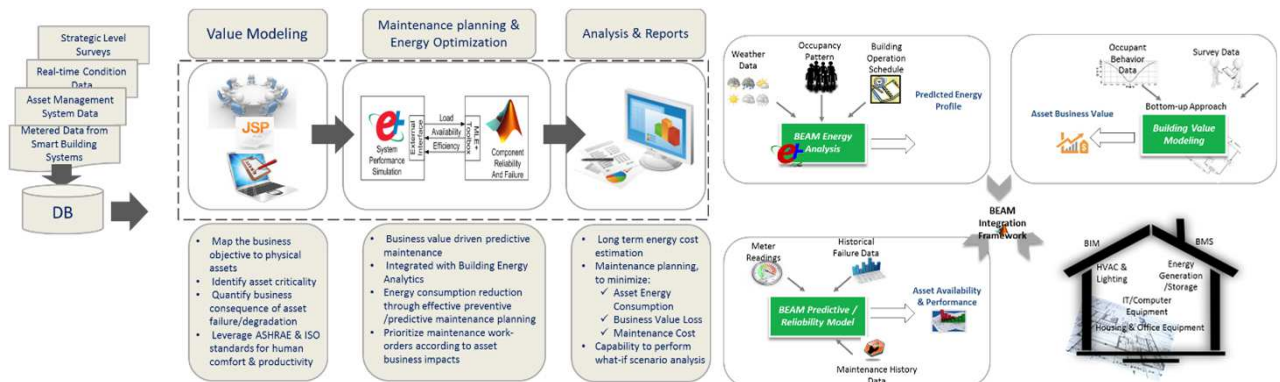 Strategic Level
Surveys
Real-time Condition
Data
Asset Management
System Data
Metered Data from
Smart Building
Systems
DB
Value Modeling
JSP
Maintenance planning &
Energy Optimization
e+
System
Performance
Simulation
External
Interface
Load
Availability
Efficiency
MLE+
Toolbox
Component
Reliability
And Failure
Analysis & Reports
• Map the business
objective to physical
assets
• Identify asset criticality
• Quantify business
consequence of asset
failure/degradation
• Leverage ASHRAE & ISO
standards for human
comfort & productivity
• Business value driven predictive
maintenance
• Integrated with Building Energy
Analytics
• Energy consumption reduction
through effective preventive
/predictive maintenance planning
• Prioritize maintenance work-
orders according to asset
business impacts
• Long term energy cost
estimation
• Maintenance planning,
to minimize:
✓ Asset Energy
Consumption
✓ Business Value Loss
✓ Maintenance Cost
• Capability to perform
what-if scenario analysis
Weather
Data
Occupancy
Pattern
Building
Operation
Schedule
Predicted Energy
Profile
BEAM Energy
Analysis
e+
Occupant
Behavior
Data
Survey Data
Bottom-up Approach
Asset Business Value
Building Value
Modeling
BEAM
Integration
Framework
Meter
Readings
Historical
Failure Data
Asset Availability
& Performance
BEAM Predictive /
Reliability Model
Maintenance History
Data
BIM
BMS
HVAC &
Lighting
Energy
Generation
/Storage
IT/Computer
Equipment
Housing & Office Equipment